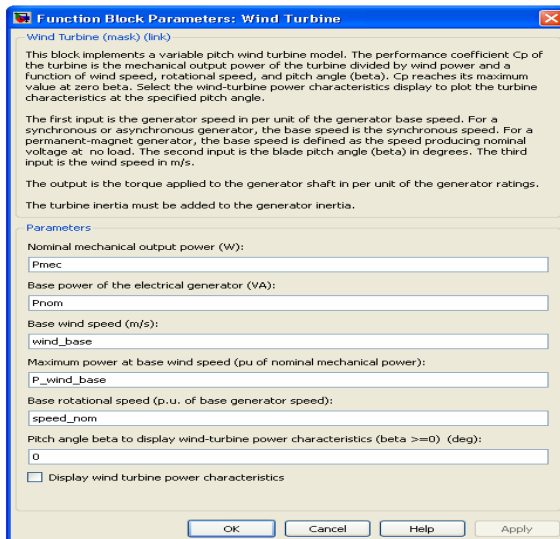 Function Block Parameters: Wind Turbine
Wind Turbine (mask) (link)
This block implements a variable pitch wind turbine model. The performance coefficient Cp of
the turbine is the mechanical output power of the turbine divided by wind power and a
function of wind speed, rotational speed, and pitch angle (beta). Cp reaches its maximum
value at zero beta. Select the wind-turbine power characteristics display to plot the turbine
characteristics at the specified pitch angle.
The first input is the generator speed in per unit of the generator base speed. For a
synchronous or asynchronous generator, the base speed is the synchronous speed. For a
permanent-magnet generator, the base speed is defined as the speed producing nominal
voltage at no load. The second input is the blade pitch angle (beta) in degrees. The third
input is the wind speed in m/s.
The output is the torque applied to the generator shaft in per unit of the generator ratings.
The turbine inertia must be added to the generator inertia.
Parameters
Nominal mechanical output power (W):
Pmec
Base power of the electrical generator (VA):
Pnom
Base wind speed (m/s):
wind_base
Maximum power at base wind speed (pu of nominal mechanical power):
P_wind_base
Base rotational speed (p.u. of base generator speed):
speed_nom
Pitch angle beta to display wind-turbine power characteristics (beta >=0) (deg):
0
Display wind turbine power characteristics
OK Cancel Help Apply